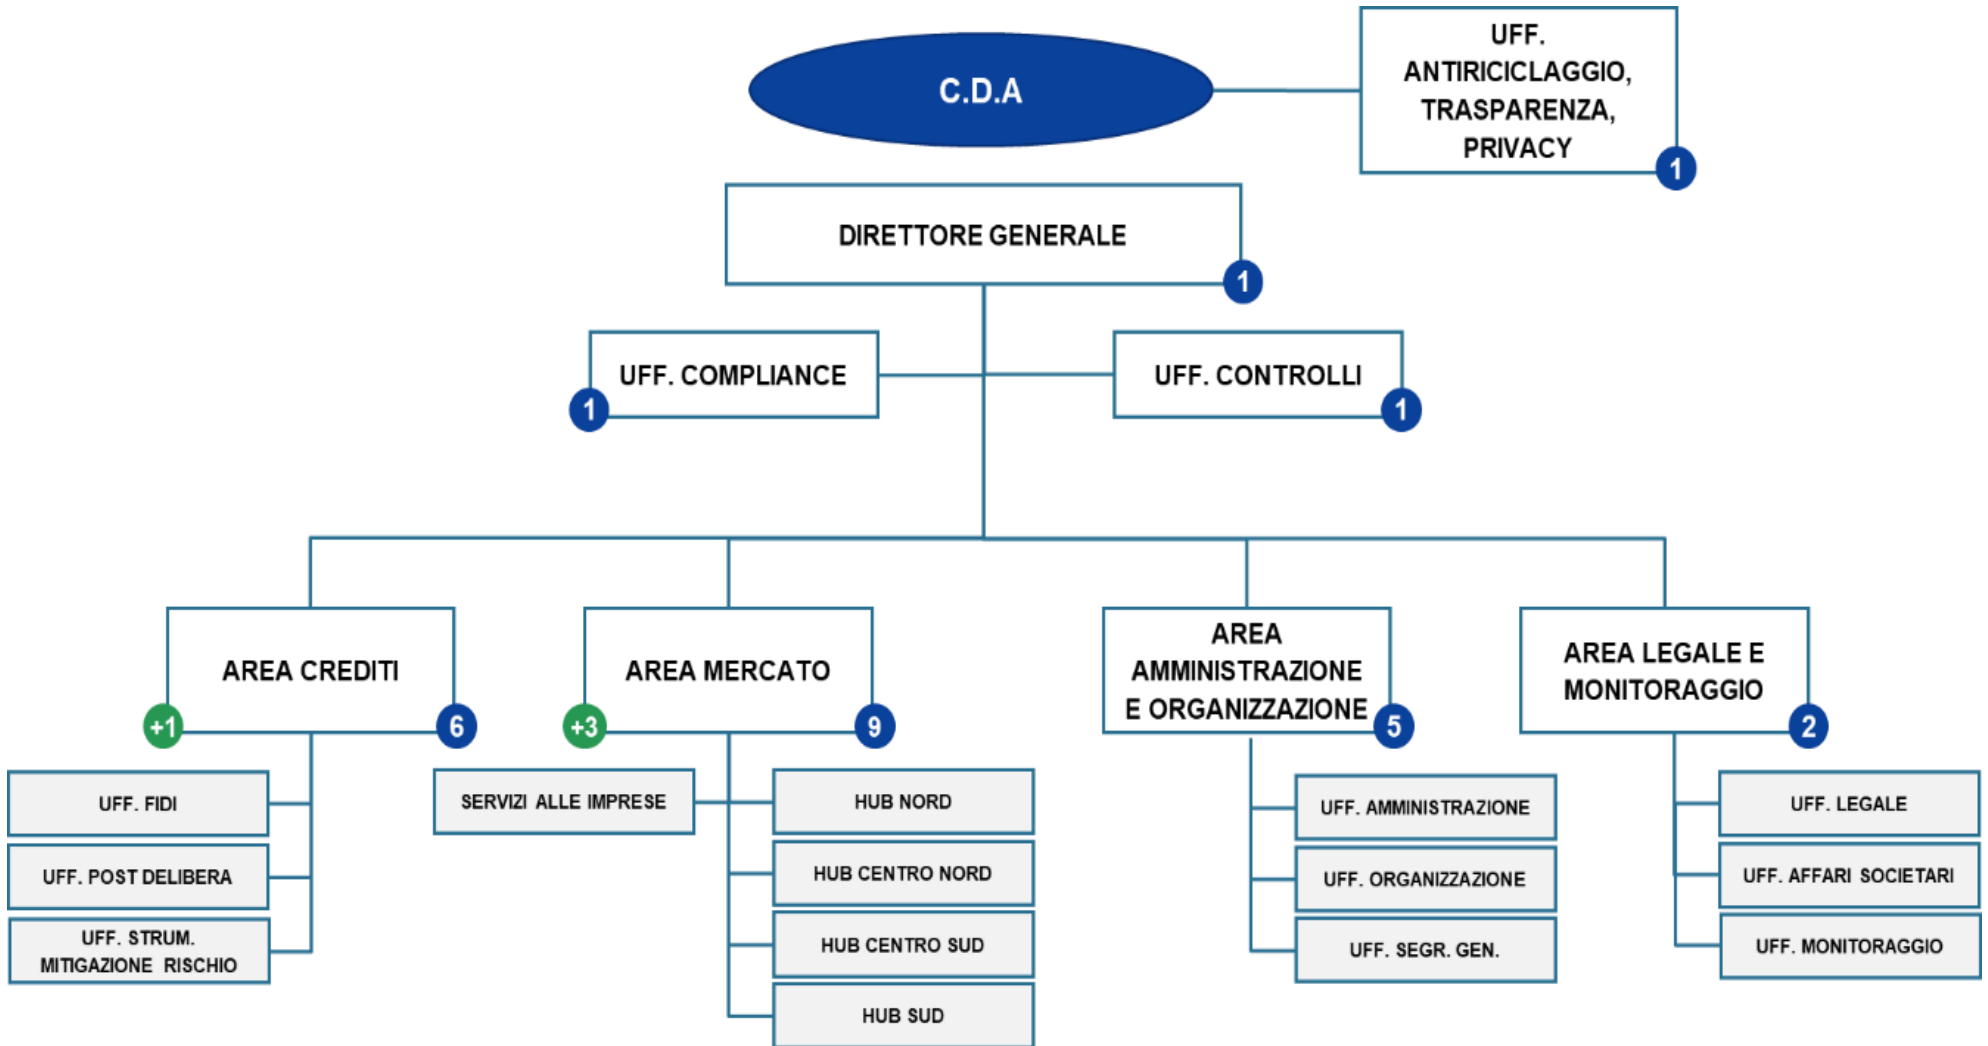 C.D.A
UFF.
ANTIRICICLAGGIO,
TRASPARENZA,
PRIVACY
1
DIRETTORE GENERALE
1
UFF. COMPLIANCE
1
UFF. CONTROLLI
1
AREA CREDITI
+1
6
AREA MERCATO
+3
9
AREA
AMMINISTRAZIONE
E ORGANIZZAZIONE
5
AREA LEGALE E
MONITORAGGIO
2
UFF. FIDI
UFF. POST DELIBERA
UFF. STRUM.
MITIGAZIONE RISCHIO
SERVIZI ALLE IMPRESE
HUB NORD
HUB CENTRO NORD
HUB CENTRO SUD
HUB SUD
UFF. AMMINISTRAZIONE
UFF. ORGANIZZAZIONE
UFF. SEGR. GEN.
UFF. LEGALE
UFF. AFFARI SOCIETARI
UFF. MONITORAGGIO